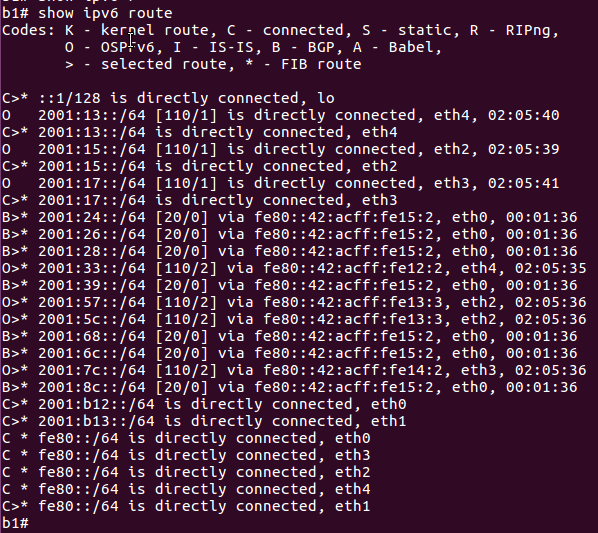 b1# show ipv6 route
Codes: K - kernel route, C - connected, S - static, R - RIPng,
       O - OSPFv6, I - IS-IS, B - BGP, A - Babel,
       > - selected route, * - FIB route

C>* ::1/128 is directly connected, lo
O   2001:13::/64 [110/1] is directly connected, eth4, 02:05:40
C>* 2001:13::/64 is directly connected, eth4
O   2001:15::/64 [110/1] is directly connected, eth2, 02:05:39
C>* 2001:15::/64 is directly connected, eth2
O   2001:17::/64 [110/1] is directly connected, eth3, 02:05:41
C>* 2001:17::/64 is directly connected, eth3
B>* 2001:24::/64 [20/0] via fe80::42:acff:fe15:2, eth0, 00:01:36
B>* 2001:26::/64 [20/0] via fe80::42:acff:fe15:2, eth0, 00:01:36
B>* 2001:28::/64 [20/0] via fe80::42:acff:fe15:2, eth0, 00:01:36
O>* 2001:33::/64 [110/2] via fe80::42:acff:fe12:2, eth4, 02:05:35
B>* 2001:39::/64 [20/0] via fe80::42:acff:fe15:2, eth0, 00:01:36
O>* 2001:57::/64 [110/2] via fe80::42:acff:fe13:3, eth2, 02:05:36
O>* 2001:5c::/64 [110/2] via fe80::42:acff:fe13:3, eth2, 02:05:36
B>* 2001:68::/64 [20/0] via fe80::42:acff:fe15:2, eth0, 00:01:36
B>* 2001:6c::/64 [20/0] via fe80::42:acff:fe15:2, eth0, 00:01:36
O>* 2001:7c::/64 [110/2] via fe80::42:acff:fe14:2, eth3, 02:05:36
B>* 2001:8c::/64 [20/0] via fe80::42:acff:fe15:2, eth0, 00:01:36
C>* 2001:b12::/64 is directly connected, eth0
C>* 2001:b13::/64 is directly connected, eth1
C * fe80::/64 is directly connected, eth0
C * fe80::/64 is directly connected, eth3
C * fe80::/64 is directly connected, eth2
C * fe80::/64 is directly connected, eth4
C>* fe80::/64 is directly connected, eth1
b1#